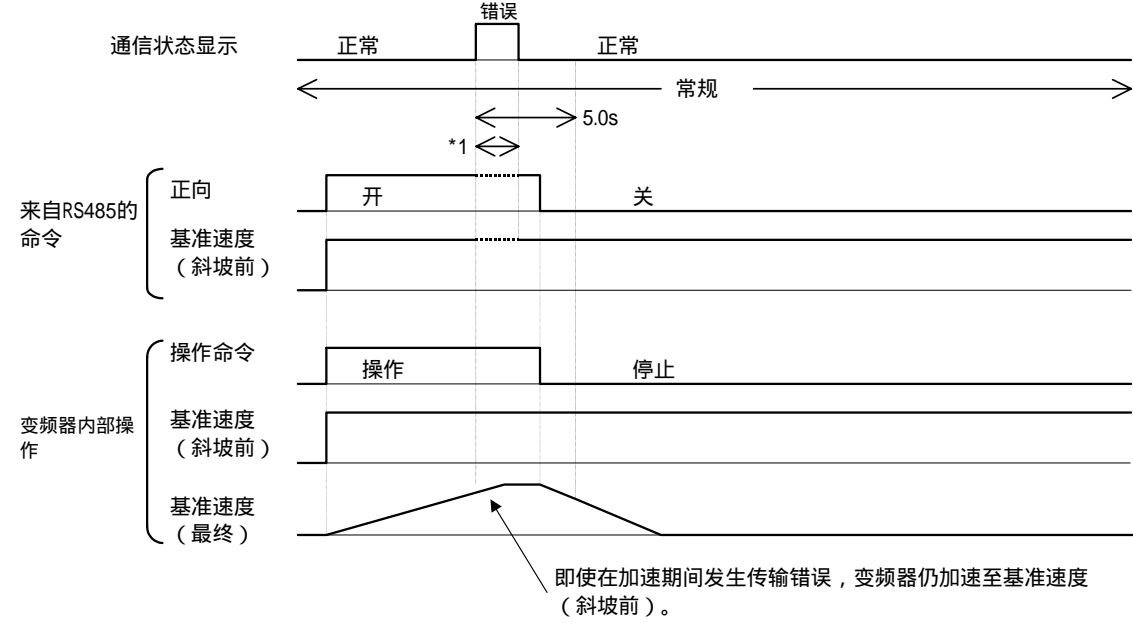 错误
通信状态显示
正常
正常
常规
5.0s
*1
来自RS485的
命令
正向
开
关
基准速度
（斜坡前）
变频器内部操
作
操作命令
操作
停止
基准速度
（斜坡前）
基准速度
（最终）
即使在加速期间发生传输错误，变频器仍加速至基准速度
（斜坡前）。